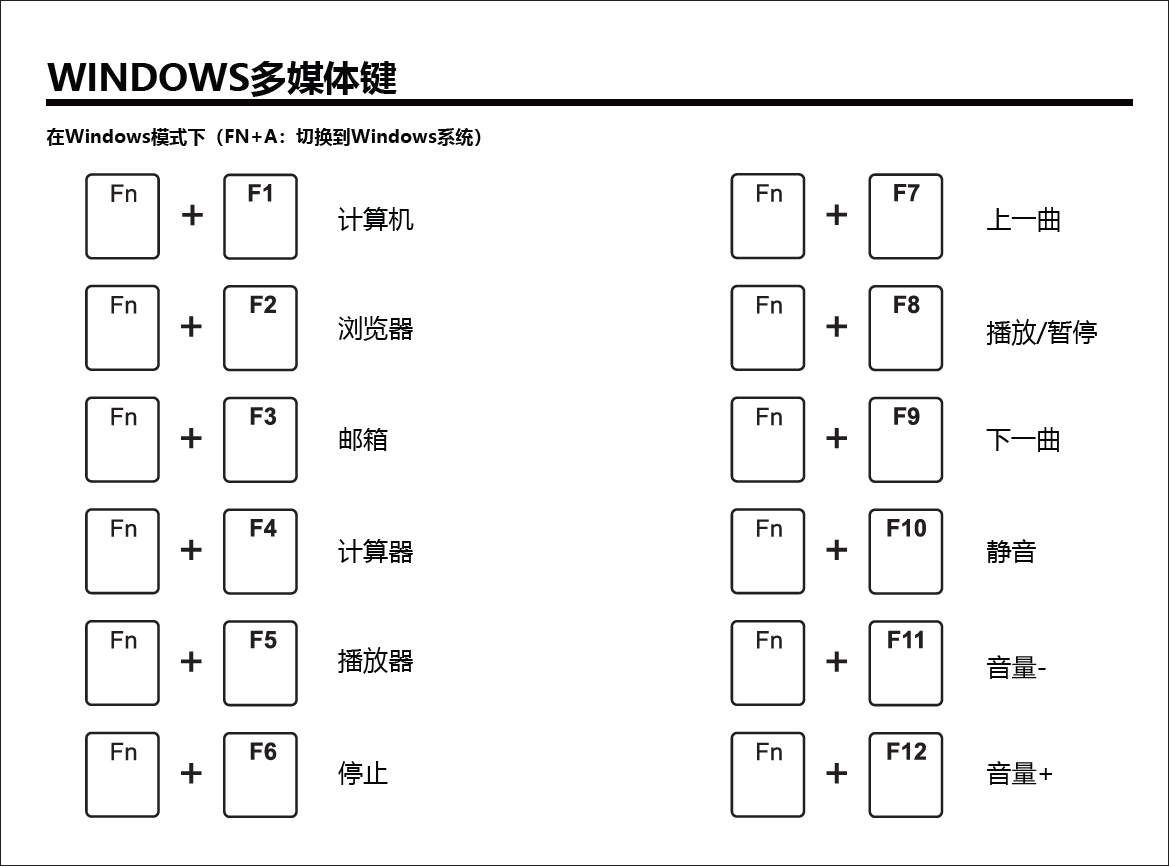 WINDOWS多媒体键
在Windows模式下（FN+A：切换到Windows系统）
Fn + F1 计算机
Fn + F2 浏览器
Fn + F3 邮箱
Fn + F4 计算器
Fn + F5 播放器
Fn + F6 停止
Fn + F7 上一曲
Fn + F8 播放/暂停
Fn + F9 下一曲
Fn + F10 静音
Fn + F11 音量-
Fn + F12 音量+